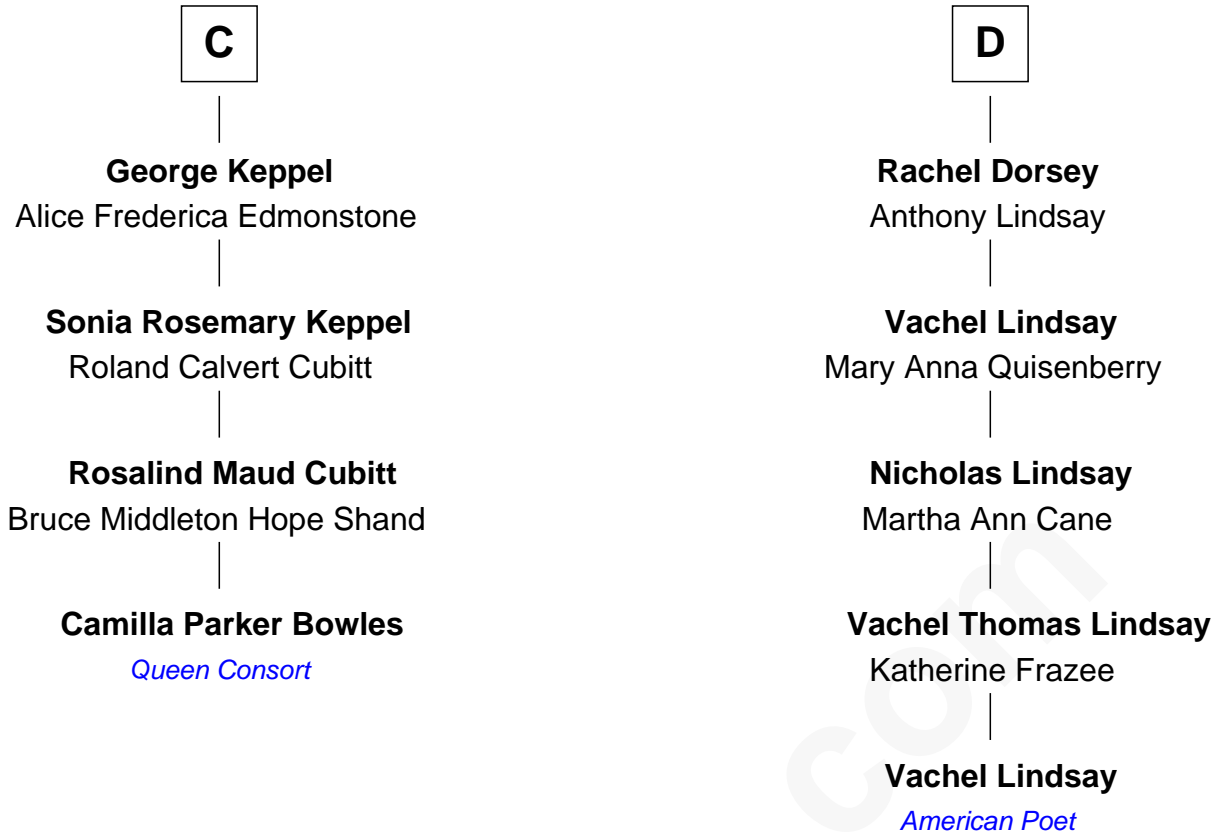 C
George Keppel
Alice Frederica Edmonstone
Sonia Rosemary Keppel
Roland Calvert Cubitt
Rosalind Maud Cubitt
Bruce Middleton Hope Shand
Camilla Parker Bowles
Queen Consort
D
Rachel Dorsey
Anthony Lindsay
Vachel Lindsay
Mary Anna Quisenberry
Nicholas Lindsay
Martha Ann Cane
Vachel Thomas Lindsay
Katherine Frazee
Vachel Lindsay
American Poet
com